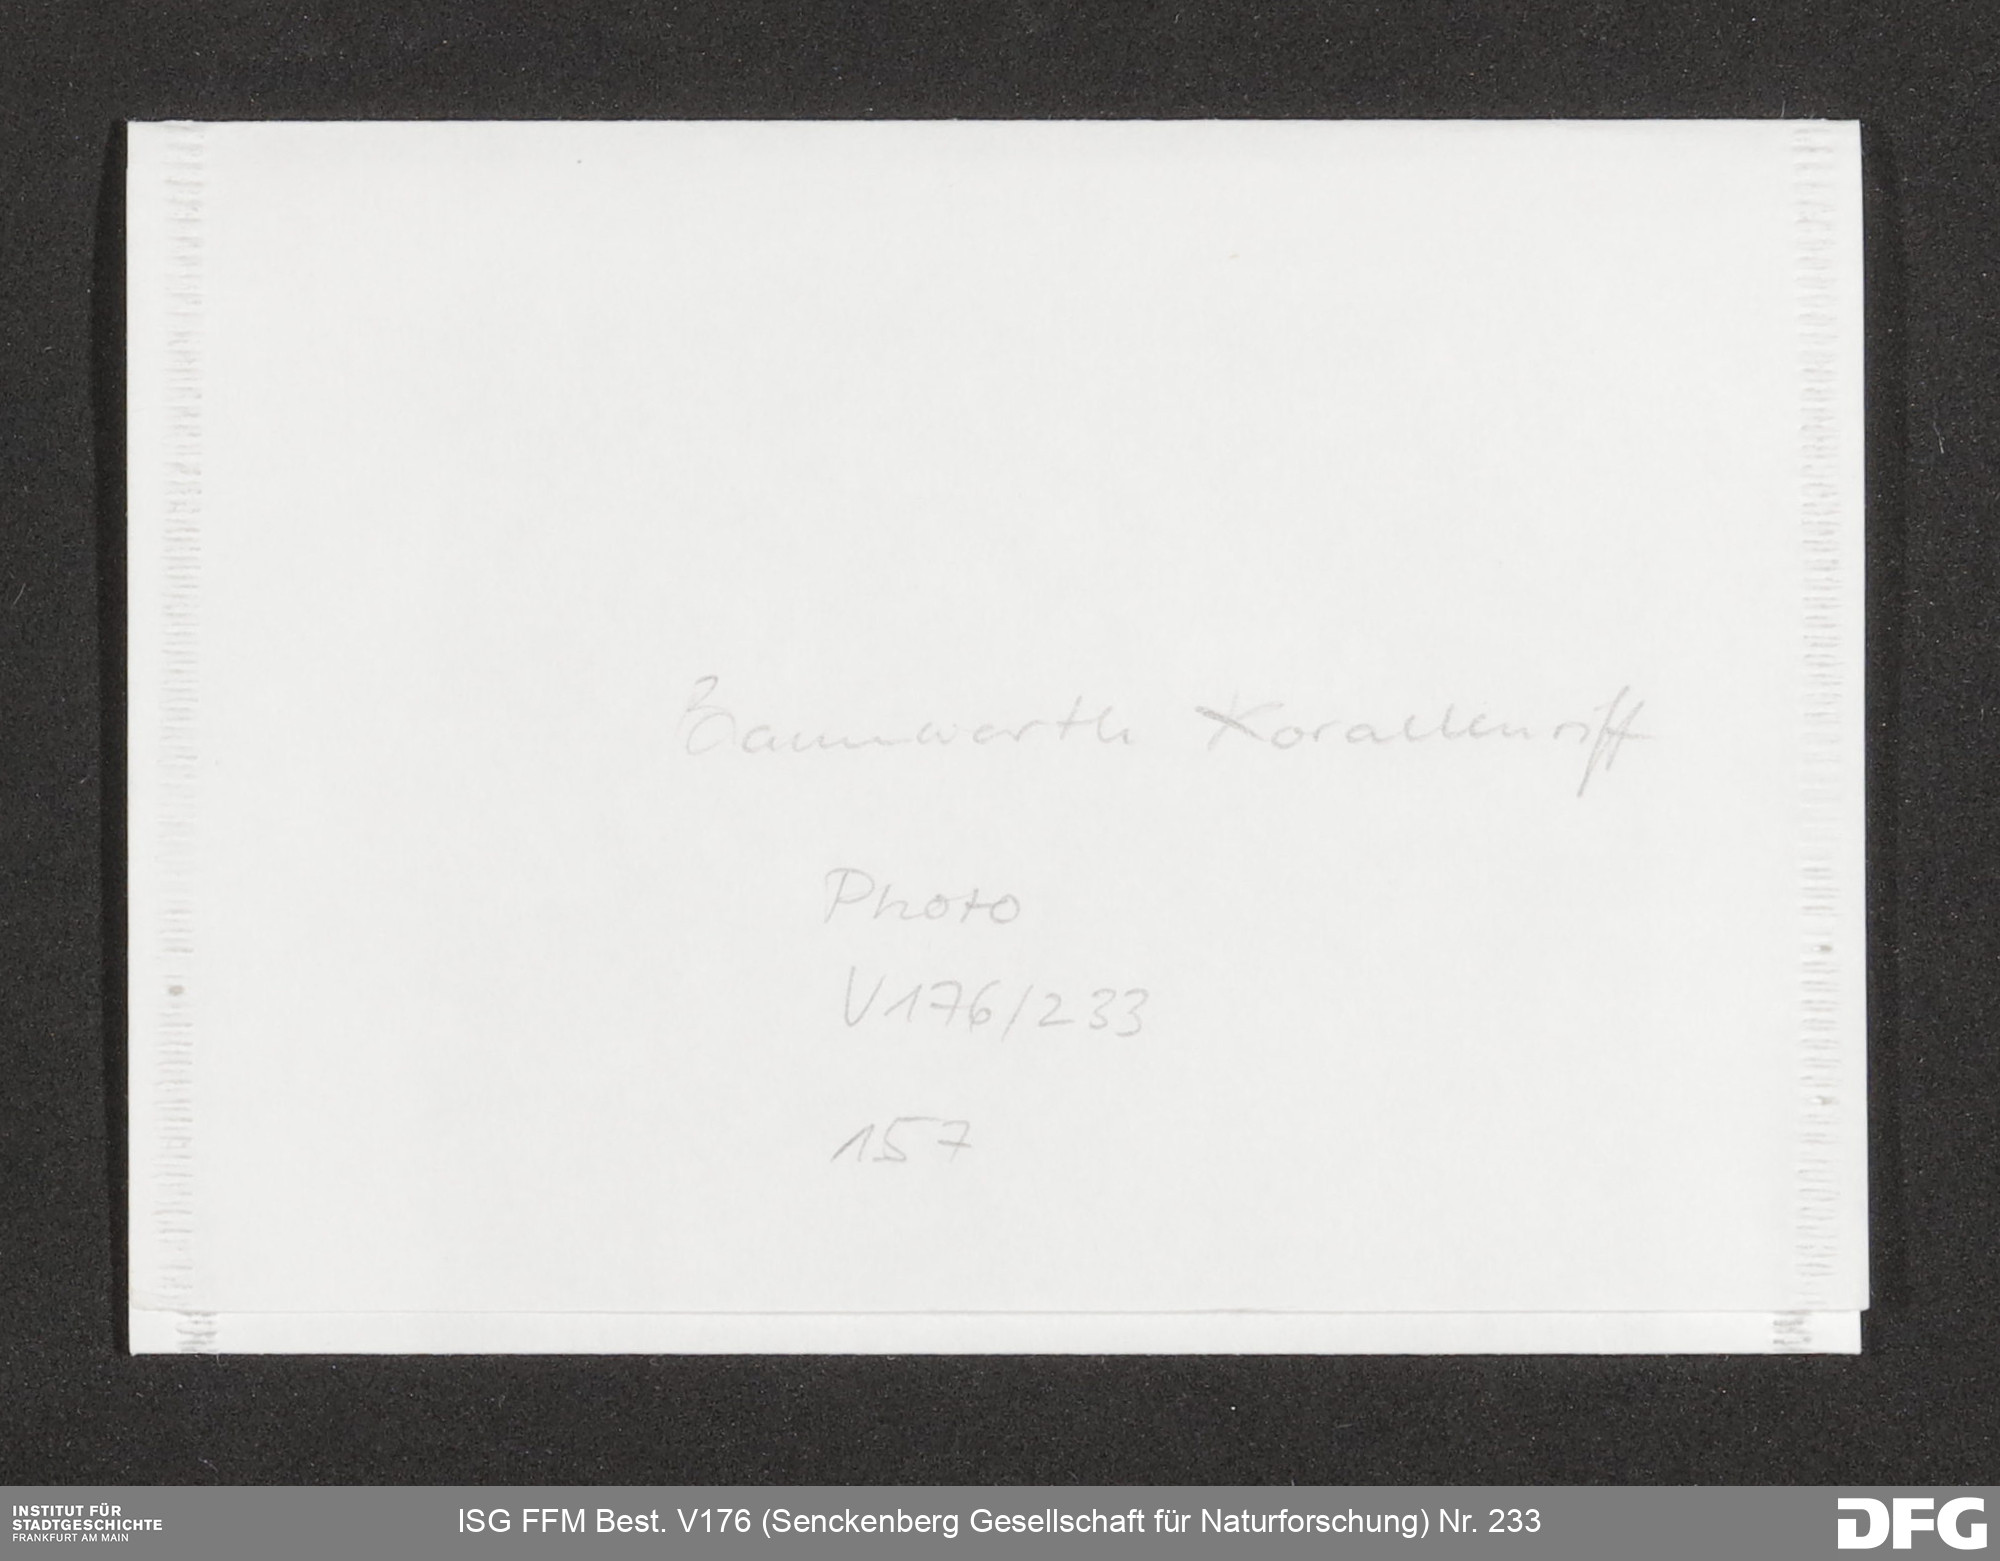 Baumwarth Korallenriff
Photo
V176/233
157
INSTITUT FÜR
STADTGESCHICHTE
FRANKFURT AM MAIN
ISG FFM Best. V176 (Senckenberg Gesellschaft für Naturforschung) Nr. 233
DFG